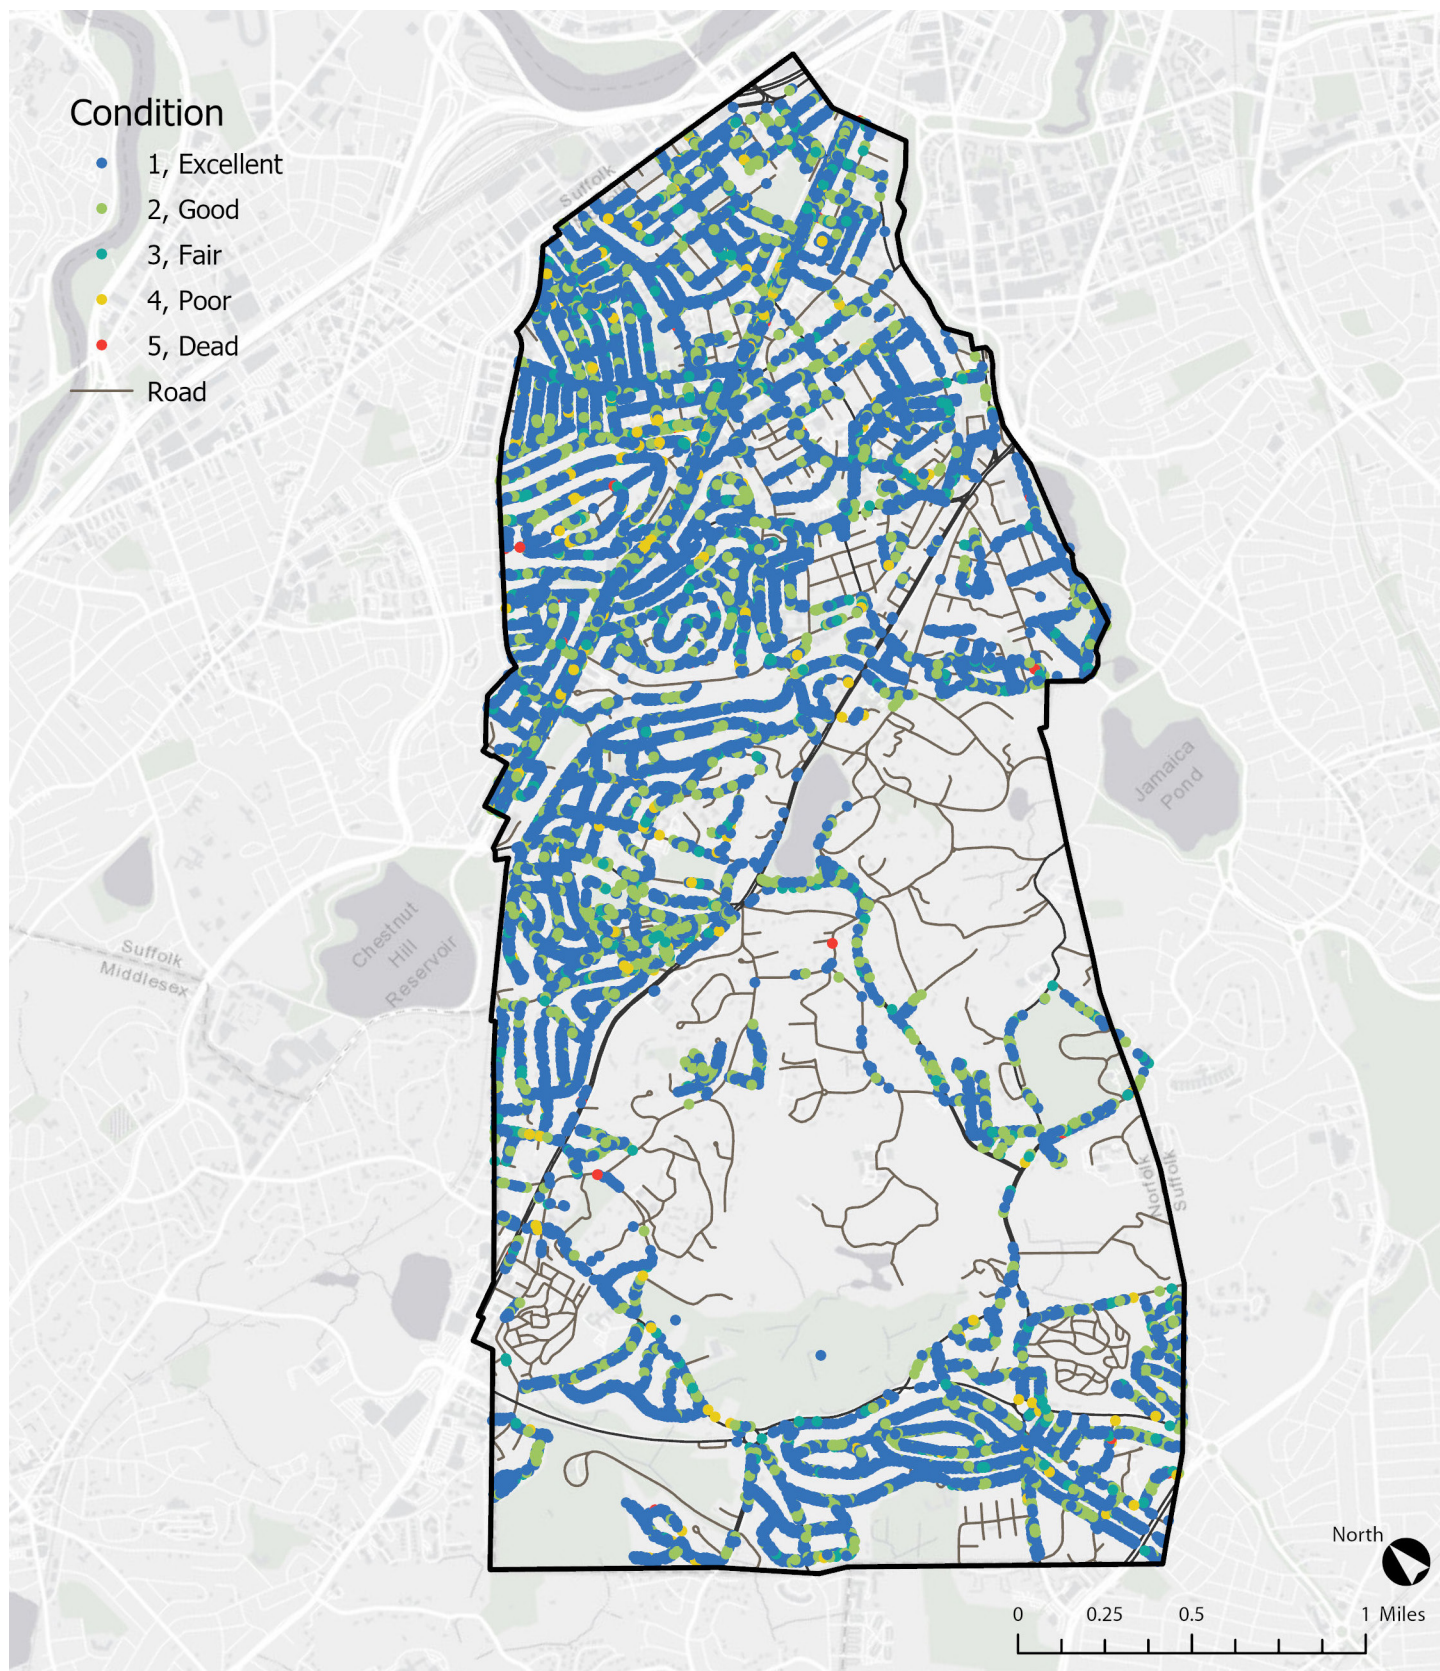 Condition
1, Excellent
2, Good
3, Fair
4, Poor
5, Dead
Road
Suffolk
Jamaica
Pond
Chestnut
Hill
Reservoir
Suffolk
Middlesex
Norfolk
Suffolk
North
0 0.25 0.5 1 Miles